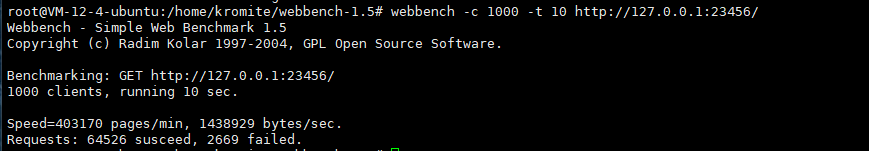 root@VM-12-4-ubuntu:/home/kromite/webbench-1.5# webbench -c 1000 -t 10 http://127.0.0.1:23456/
Webbench - Simple Web Benchmark 1.5
Copyright (c) Radim Kolar 1997-2004, GPL Open Source Software.
Benchmarking: GET http://127.0.0.1:23456/
1000 clients, running 10 sec.
Speed=403170 pages/min, 1438929 bytes/sec.
Requests: 64526 susceed, 2669 failed.